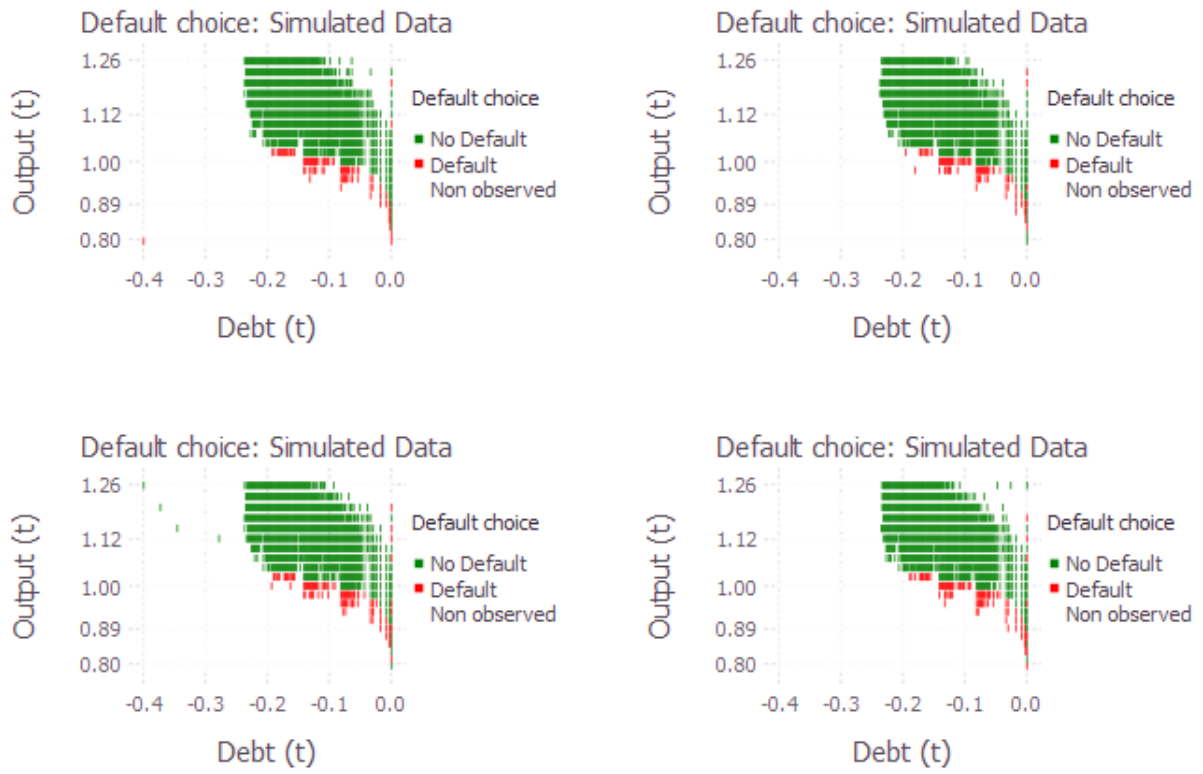 Default choice: Simulated Data
Output (t)
1.26
1.12
1.00
0.89
0.80
-0.4 -0.3 -0.2 -0.1 0.0
Debt (t)
Default choice
No Default
Default
Non observed
Default choice: Simulated Data
Output (t)
1.26
1.12
1.00
0.89
0.80
-0.4 -0.3 -0.2 -0.1 0.0
Debt (t)
Default choice
No Default
Default
Non observed
Default choice: Simulated Data
Output (t)
1.26
1.12
1.00
0.89
0.80
-0.4 -0.3 -0.2 -0.1 0.0
Debt (t)
Default choice
No Default
Default
Non observed
Default choice: Simulated Data
Output (t)
1.26
1.12
1.00
0.89
0.80
-0.4 -0.3 -0.2 -0.1 0.0
Debt (t)
Default choice
No Default
Default
Non observed